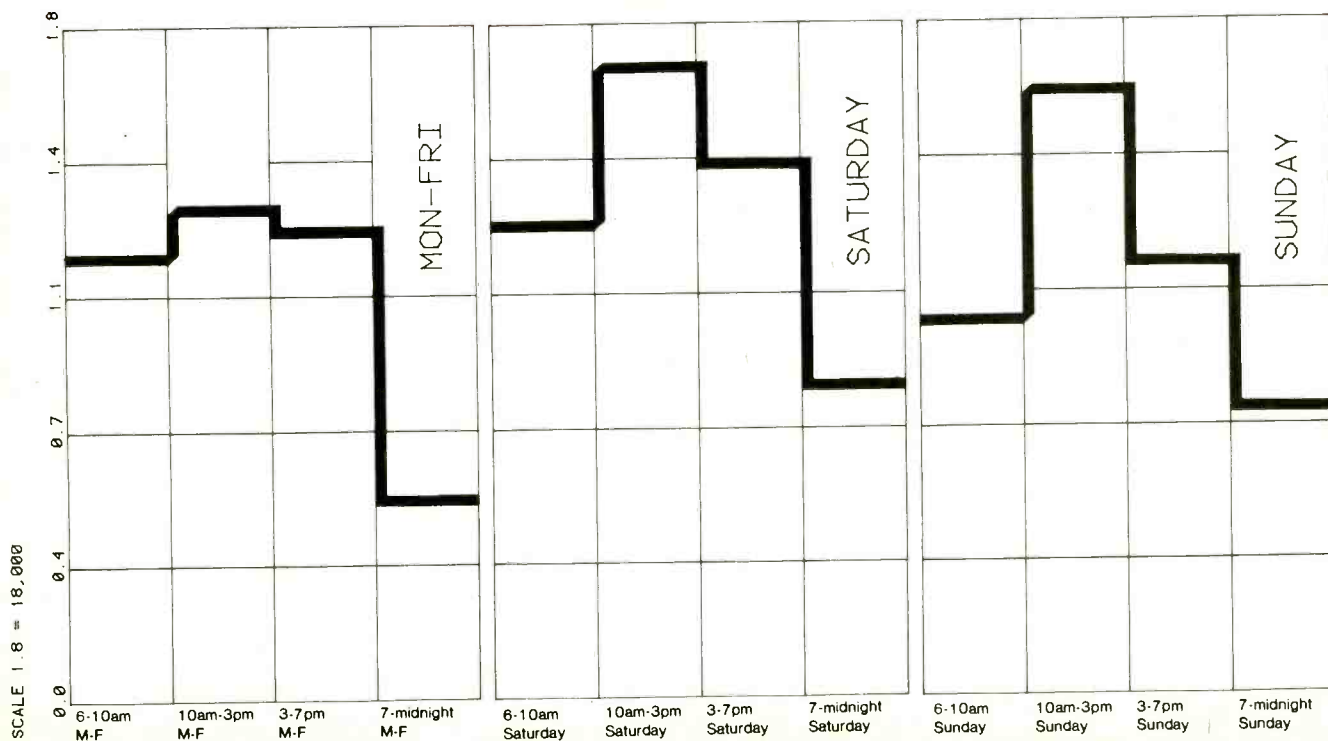 1.8
1.4
1.1
0.7
0.4
0.0
SCALE 1.8 = 18,000
MON-FRI
SATURDAY
SUNDAY
6-10am
M-F
10am-3pm
M-F
3-7pm
M-F
7-midnight
M-F
6-10am
Saturday
10am-3pm
Saturday
3-7pm
Saturday
7-midnight
Saturday
6-10am
Sunday
10am-3pm
Sunday
3-7pm
Sunday
7-midnight
Sunday